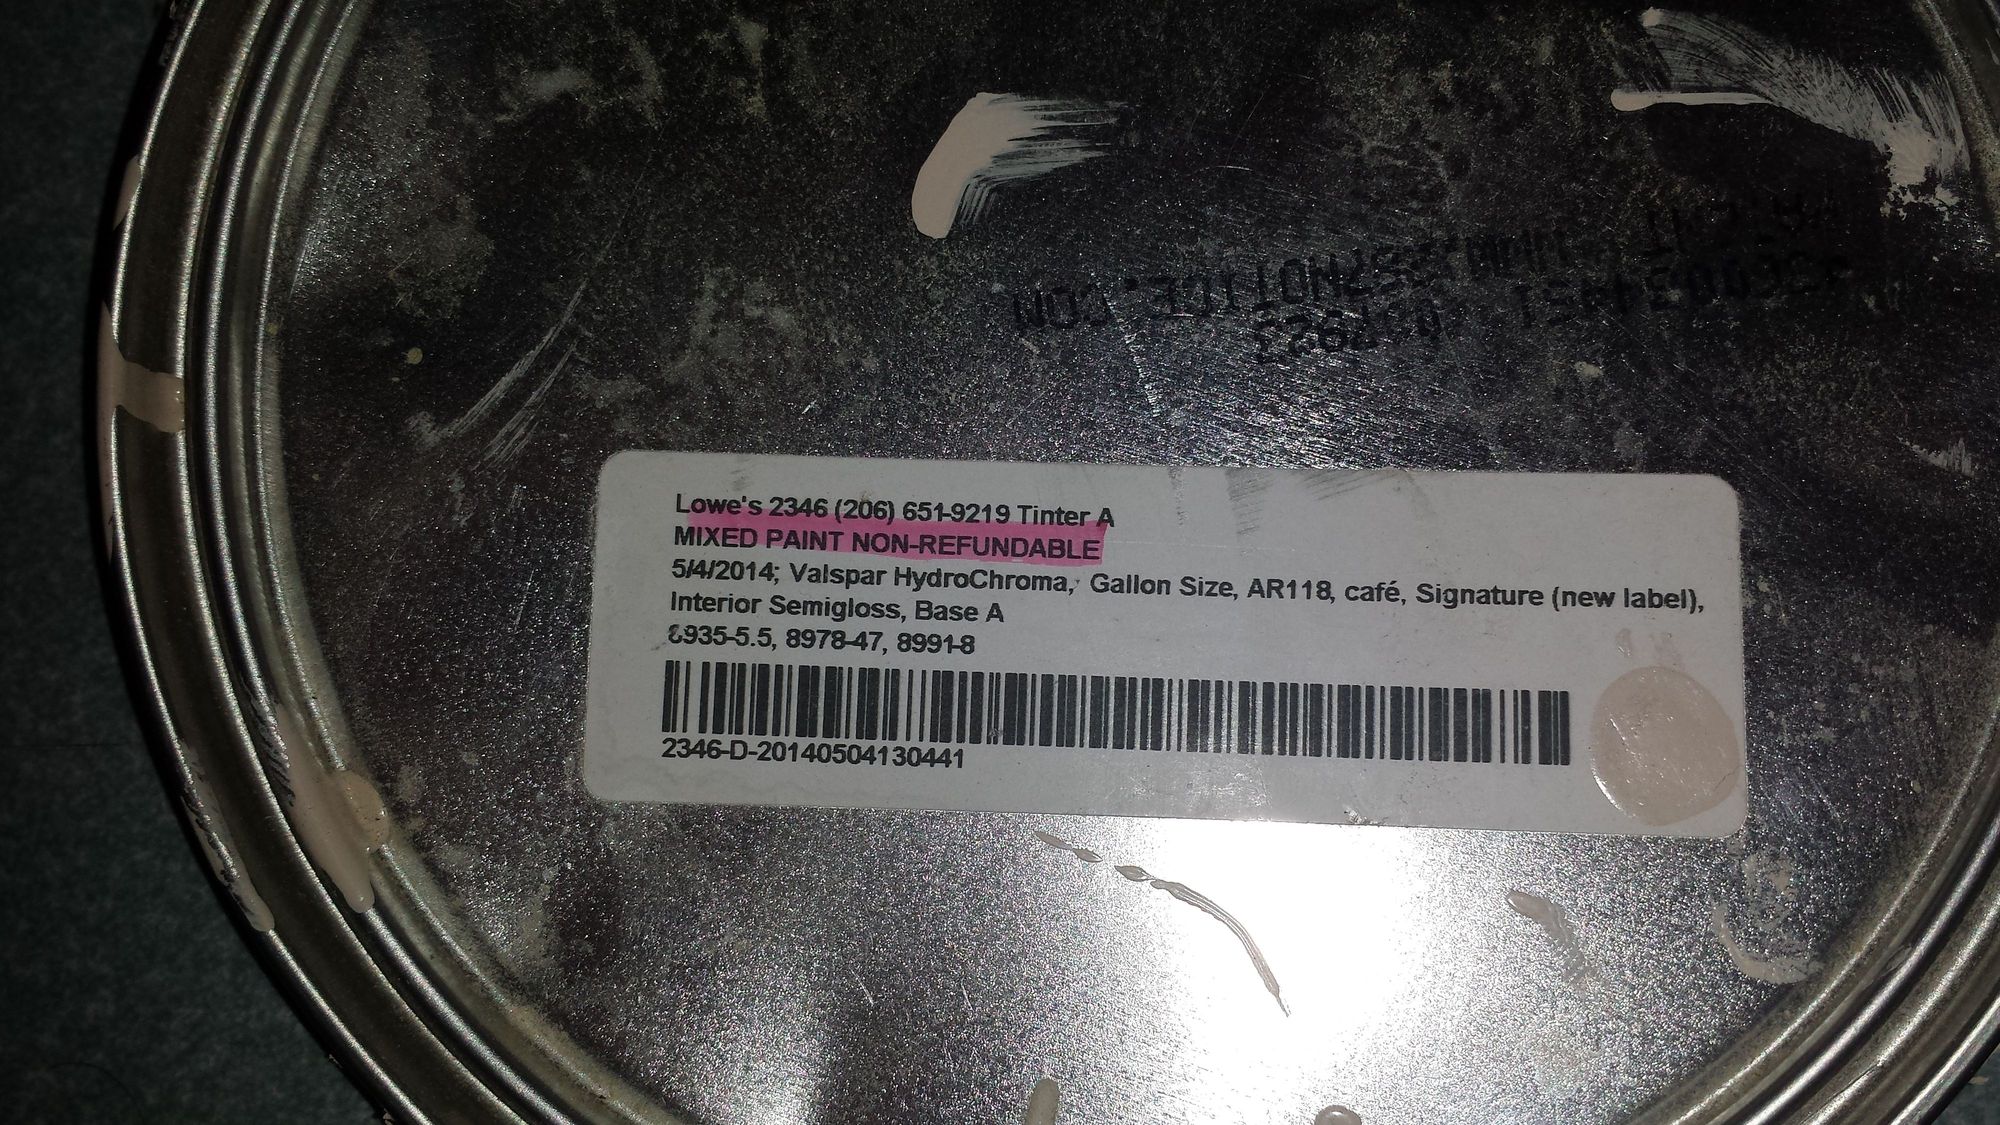 Lowe's 2346 (206) 651-9219 Tinter A
MIXED PAINT NON-REFUNDABLE
5/4/2014; Valspar HydroChroma, Gallon Size, AR118, café, Signature (new label),
Interior Semigloss, Base A
8935-5.5, 8978-47, 8991-8
2346-D-20140504130441